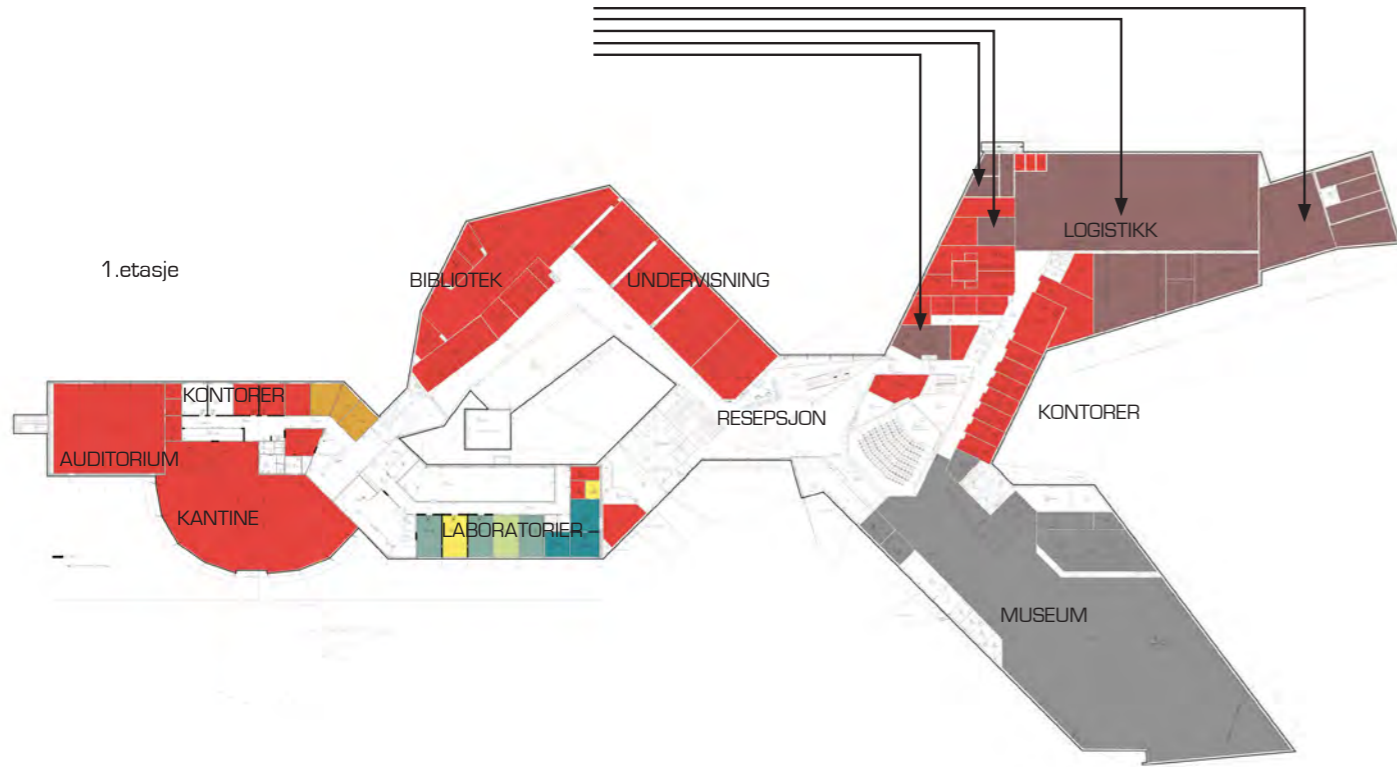 LOGISTIKK
1.etasje
BIBLIOTEK
UNDERVISNING
KONTORER
RESEPSJON
KONTORER
AUDITORIUM
KANTINE
LABORATORIER
MUSEUM